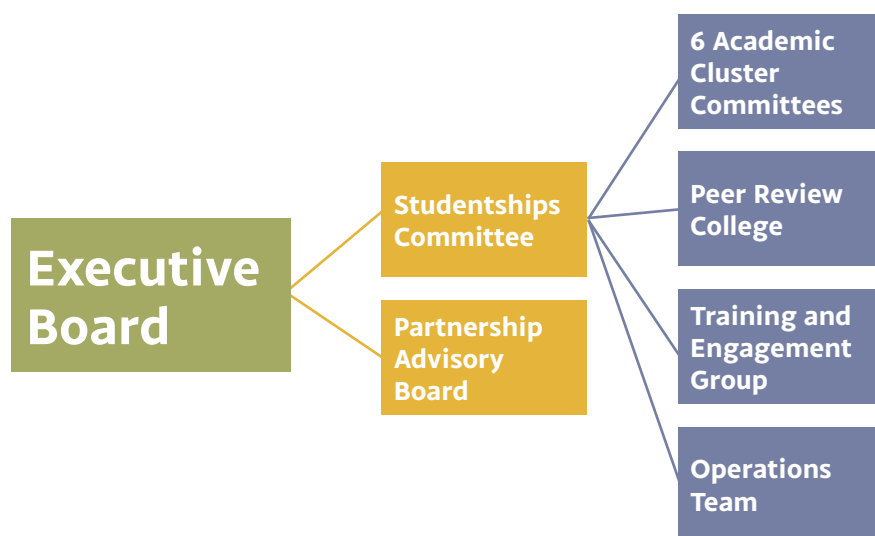 Executive
Board
Studentships
Committee
Partnership
Advisory
Board
6 Academic
Cluster
Committees
Peer Review
College
Training and
Engagement
Group
Operations
Team